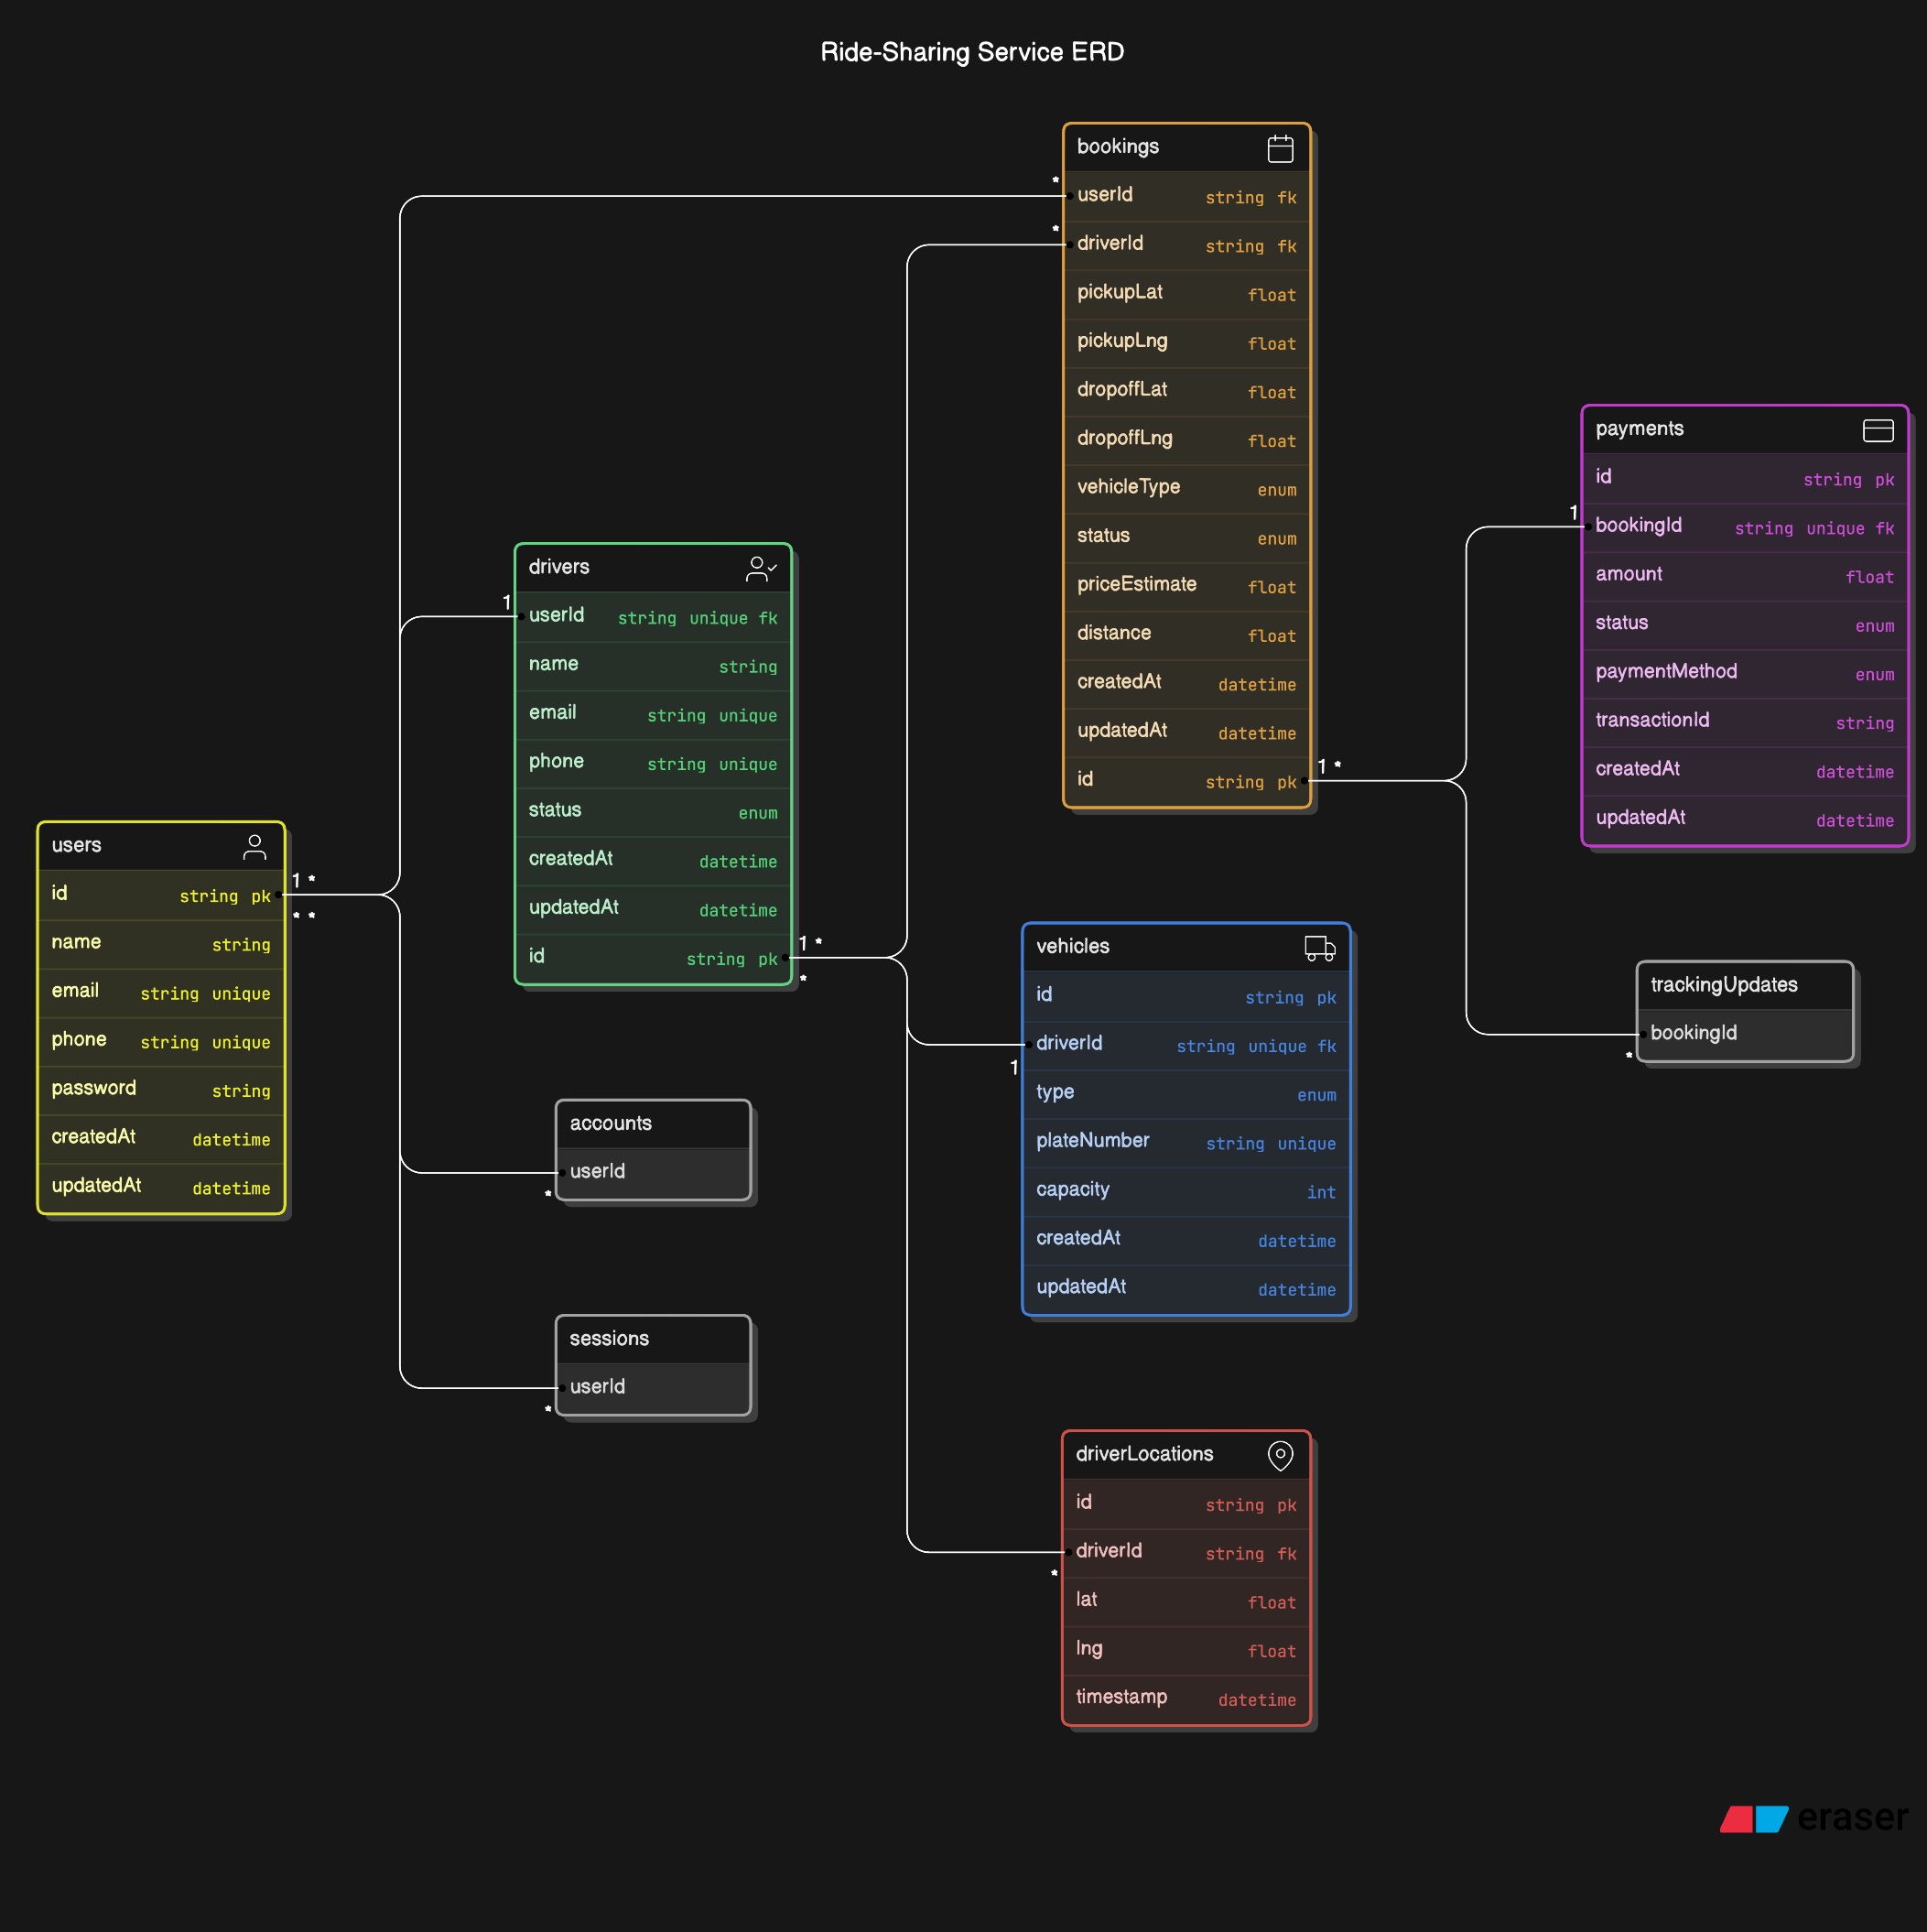 Ride-Sharing Service ERD
bookings
* userId string fk
* driverId string fk
pickupLat float
pickupLng float
dropoffLat float
dropoffLng float
vehicleType enum
status enum
priceEstimate float
distance float
createdAt datetime
updatedAt datetime
id string pk 1 *
payments
id string pk
1 bookingId string unique fk
amount float
status enum
paymentMethod enum
transactionId string
createdAt datetime
updatedAt datetime
drivers
1 userId string unique fk
name string
email string unique
phone string unique
status enum
createdAt datetime
updatedAt datetime
id string pk 1 *
*
users
id string pk 1 *
* *
name string
email string unique
phone string unique
password string
createdAt datetime
updatedAt datetime
vehicles
id string pk
driverId string unique fk
1
type enum
plateNumber string unique
capacity int
createdAt datetime
updatedAt datetime
trackingUpdates
bookingId
*
accounts
userId
*
sessions
userId
*
driverLocations
id string pk
driverId string fk
*
lat float
lng float
timestamp datetime
eraser